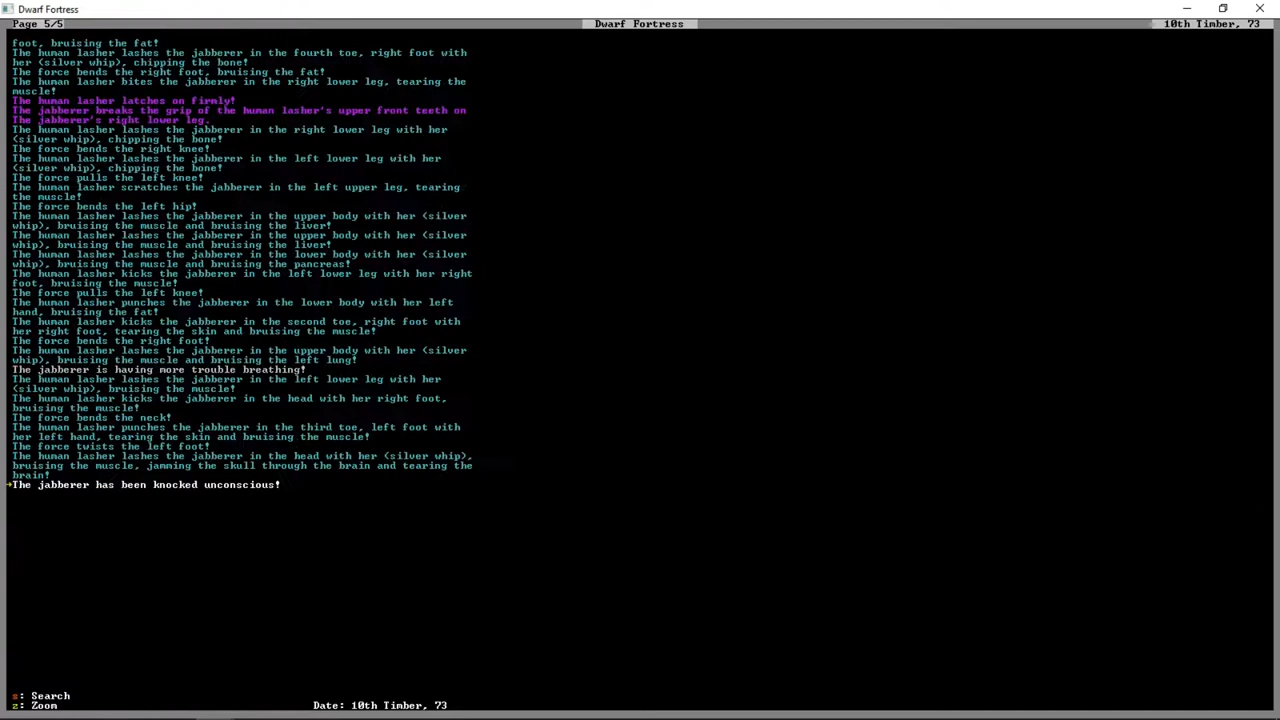 Dwarf Fortress
Page 5/5
Dwarf Fortress
10th Timber, 73
foot, bruising the fat!
The human lasher lashes the jabberer in the fourth toe, right foot with
her (silver whip), chipping the bone!
The force bends the right foot, bruising the fat!
The human lasher bites the jabberer in the right lower leg, tearing the
muscle!
The human lasher latches on firmly!
The jabberer breaks the grip of the human lasher's upper front teeth on
The jabberer's right lower leg.
The human lasher lashes the jabberer in the right lower leg with her
(silver whip), chipping the bone!
The force bends the right knee!
The human lasher lashes the jabberer in the left lower leg with her
(silver whip), chipping the bone!
The force pulls the left knee!
The human lasher scratches the jabberer in the left upper leg, tearing
the muscle!
The force bends the left hip!
The human lasher lashes the jabberer in the upper body with her (silver
whip), bruising the muscle and bruising the liver!
The human lasher lashes the jabberer in the upper body with her (silver
whip), bruising the muscle and bruising the liver!
The human lasher lashes the jabberer in the lower body with her (silver
whip), bruising the muscle and bruising the pancreas!
The human lasher kicks the jabberer in the left lower leg with her right
foot, bruising the muscle!
The force pulls the left knee!
The human lasher punches the jabberer in the lower body with her left
hand, bruising the fat!
The human lasher kicks the jabberer in the second toe, right foot with
her right foot, tearing the skin and bruising the muscle!
The force bends the right foot!
The human lasher lashes the jabberer in the upper body with her (silver
whip), bruising the muscle and bruising the left lung!
The jabberer is having more trouble breathing!
The human lasher lashes the jabberer in the left lower leg with her
(silver whip), bruising the muscle!
The human lasher kicks the jabberer in the head with her right foot,
bruising the muscle!
The force bends the neck!
The human lasher punches the jabberer in the third toe, left foot with
her left hand, tearing the skin and bruising the muscle!
The force twists the left foot!
The human lasher lashes the jabberer in the head with her (silver whip),
bruising the muscle, jamming the skull through the brain and tearing the
brain!
The jabberer has been knocked unconscious!
s: Search
z: Zoom
Date: 10th Timber, 73